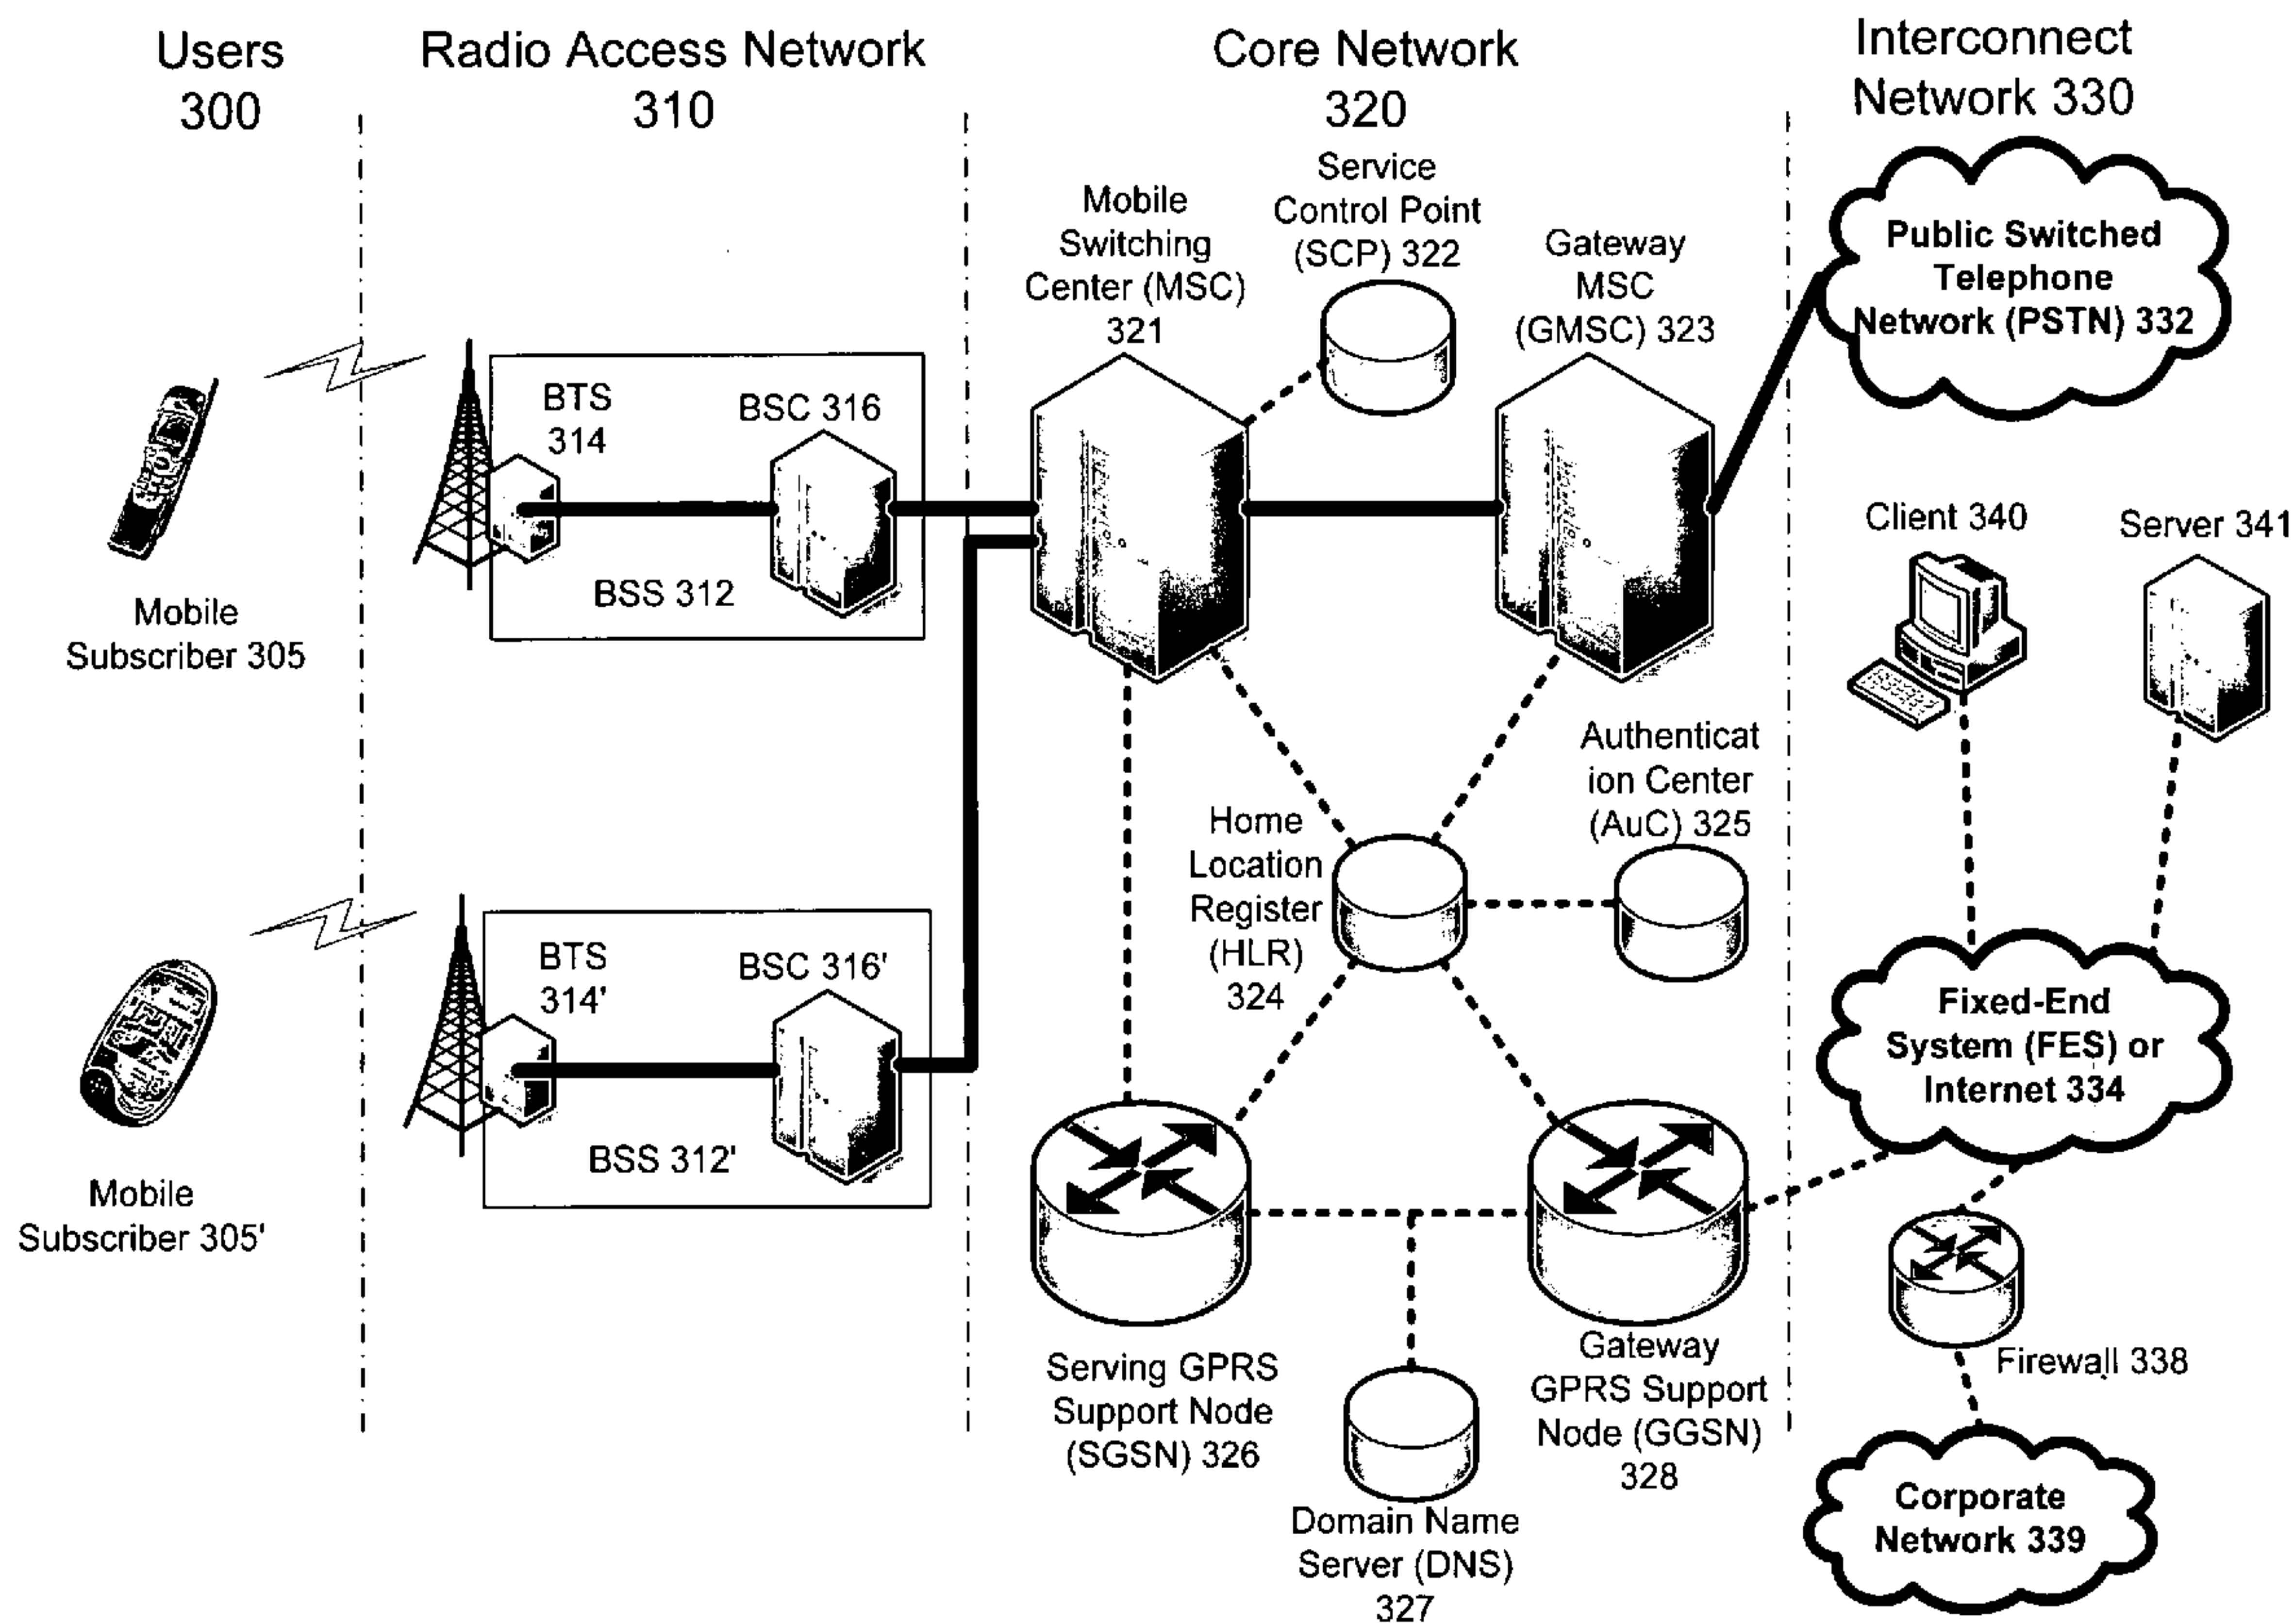 Users
300
Radio Access Network
310
Core Network
320
Interconnect
Network 330
Service
Control Point
(SCP) 322
Mobile
Switching
Center (MSC)
321
Gateway
MSC
(GMSC) 323
Public Switched
Telephone
Network (PSTN) 332
BTS
314
BSC 316
BSS 312
Mobile
Subscriber 305
Client 340
Server 341
Authenticat
ion Center
(AuC) 325
Home
Location
Register
(HLR)
324
BTS
314'
BSC 316'
BSS 312'
Mobile
Subscriber 305'
Fixed-End
System (FES) or
Internet 334
Serving GPRS
Support Node
(SGSN) 326
Gateway
GPRS Support
Node (GGSN)
328
Firewall 338
Domain Name
Server (DNS)
327
Corporate
Network 339